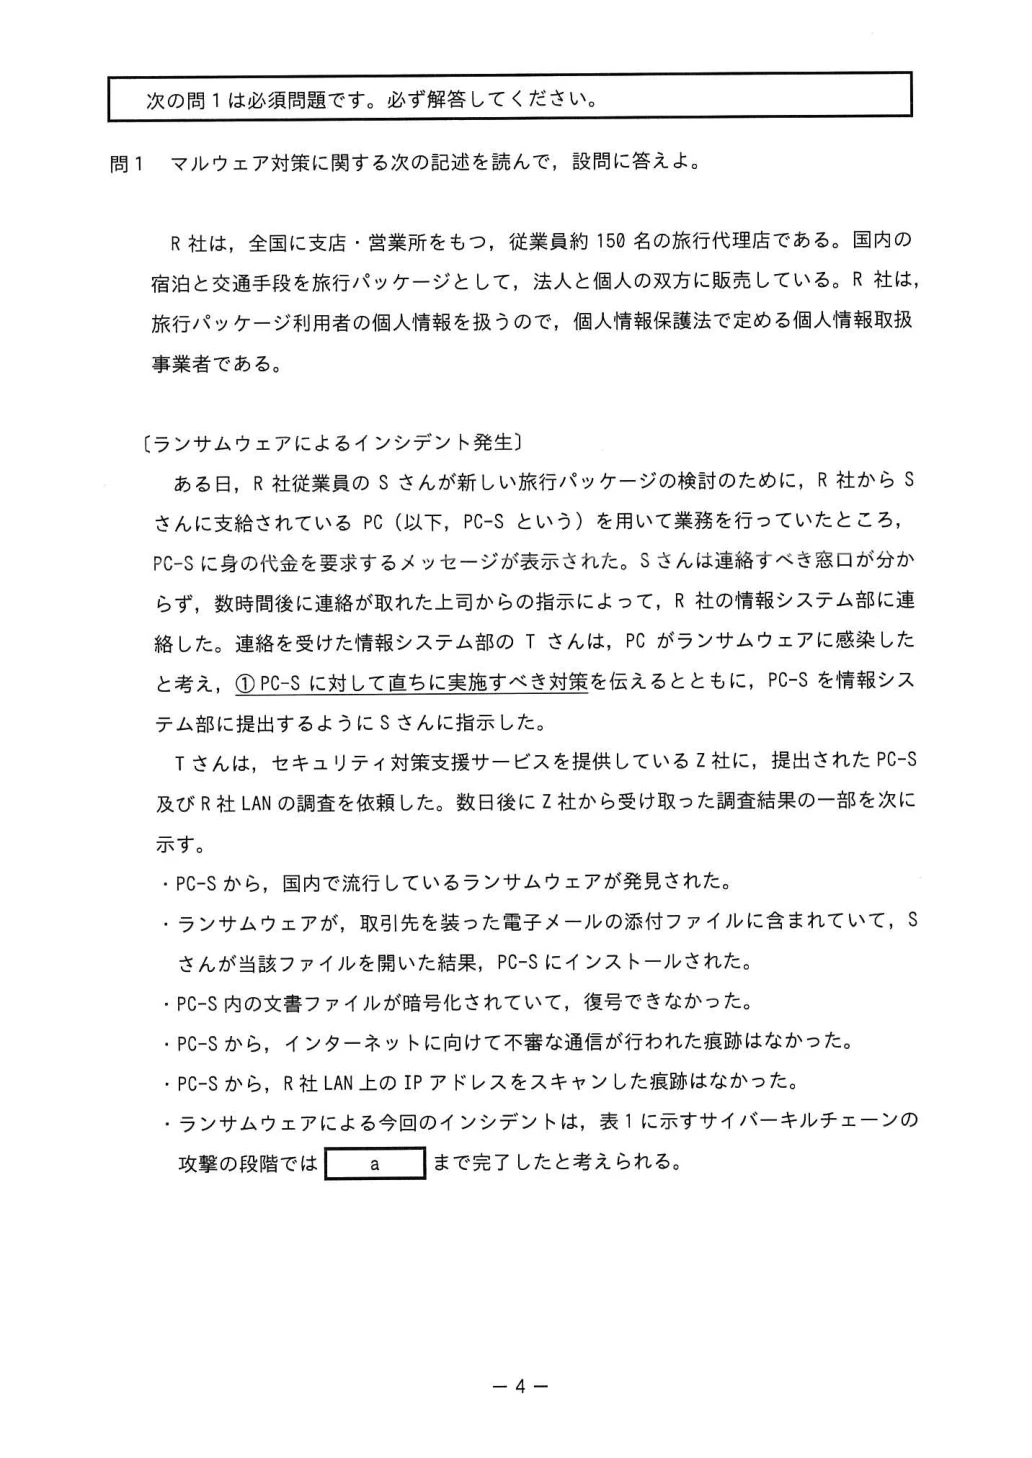 次の問1は必須問題です。必ず解答してください。
問1　マルウェア対策に関する次の記述を読んで，設問に答えよ。
R 社は，全国に支店・営業所をもつ，従業員約 150 名の旅行代理店である。国内の
宿泊と交通手段を旅行パッケージとして，法人と個人の双方に販売している。R 社は，
旅行パッケージ利用者の個人情報を扱うので，個人情報保護法で定める個人情報取扱
事業者である。
〔ランサムウェアによるインシデント発生〕
ある日，R 社従業員の S さんが新しい旅行パッケージの検討のために，R 社から S
さんに支給されている PC（以下，PC-S という）を用いて業務を行っていたところ，
PC-S に身の代金を要求するメッセージが表示された。S さんは連絡すべき窓口が分か
らず，数時間後に連絡が取れた上司からの指示によって，R 社の情報システム部に連
絡した。連絡を受けた情報システム部の T さんは，PC がランサムウェアに感染した
と考え，①PC-S に対して直ちに実施すべき対策を伝えるとともに，PC-S を情報シス
テム部に提出するように S さんに指示した。
T さんは，セキュリティ対策支援サービスを提供している Z 社に，提出された PC-S
及び R 社 LAN の調査を依頼した。数日後に Z 社から受け取った調査結果の一部を次に
示す。
・PC-S から，国内で流行しているランサムウェアが発見された。
・ランサムウェアが，取引先を装った電子メールの添付ファイルに含まれていて，S
さんが当該ファイルを開いた結果，PC-S にインストールされた。
・PC-S 内の文書ファイルが暗号化されていて，復号できなかった。
・PC-S から，インターネットに向けて不審な通信が行われた痕跡はなかった。
・PC-S から，R 社 LAN 上の IP アドレスをスキャンした痕跡はなかった。
・ランサムウェアによる今回のインシデントは，表1に示すサイバーキルチェーンの
攻撃の段階では a まで完了したと考えられる。
― 4 ―